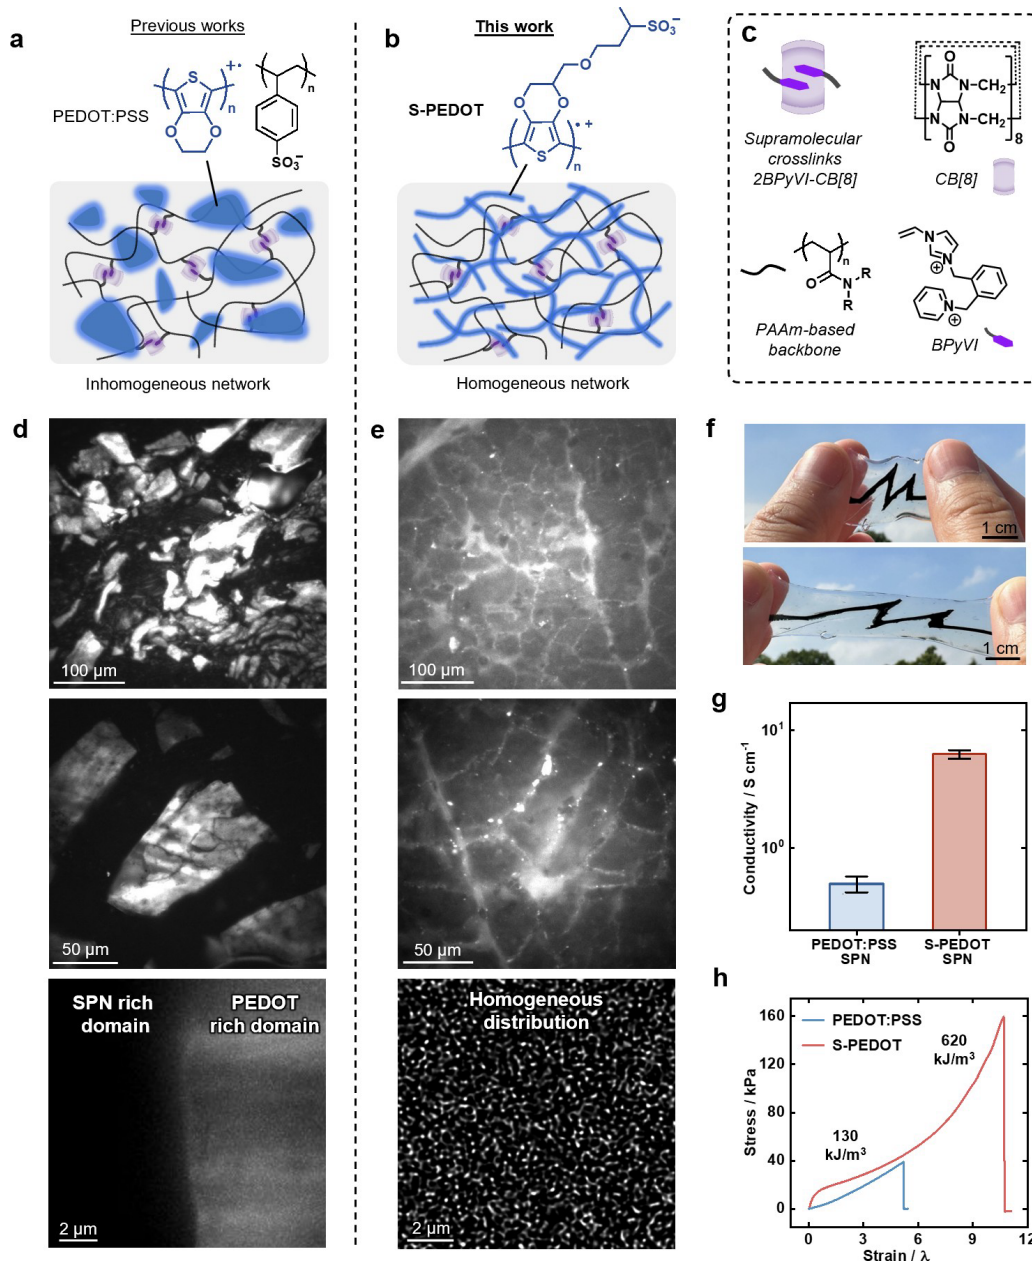 a
Previous works
PEDOT:PSS
S
O
O
n
+•
n
SO₃⁻
Inhomogeneous network
b
This work
S-PEDOT
SO₃⁻
O
O
O
S
n
• +
Homogeneous network
c
Supramolecular
crosslinks
2BPyVI-CB[8]
O
N
N
CH₂
N
N
CH₂
O
8
CB[8]
n
O
N
R
R
PAAm-based
backbone
N
N
⊕
N
⊕
BPyVI
d
100 µm
50 µm
SPN rich
domain
PEDOT
rich domain
2 µm
e
100 µm
50 µm
Homogeneous
distribution
2 µm
f
1 cm
1 cm
g
Conductivity / S cm⁻¹
10¹
10⁰
PEDOT:PSS
SPN
S-PEDOT
SPN
h
Stress / kPa
160
120
80
40
0
PEDOT:PSS
S-PEDOT
620
kJ/m³
130
kJ/m³
0 3 6 9 12
Strain / λ